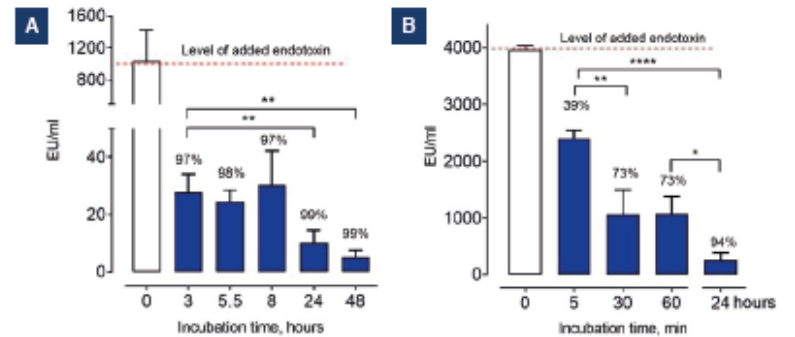 A
1600
1200
800
40
20
0
EU/ml
Level of added endotoxin
**
**
97%
98%
97%
99%
99%
0 3 5.5 8 24 48
Incubation time, hours
B
4000
3000
2000
1000
0
EU/ml
Level of added endotoxin
****
**
*
39%
73%
73%
94%
0 5 30 60 24 hours
Incubation time, min